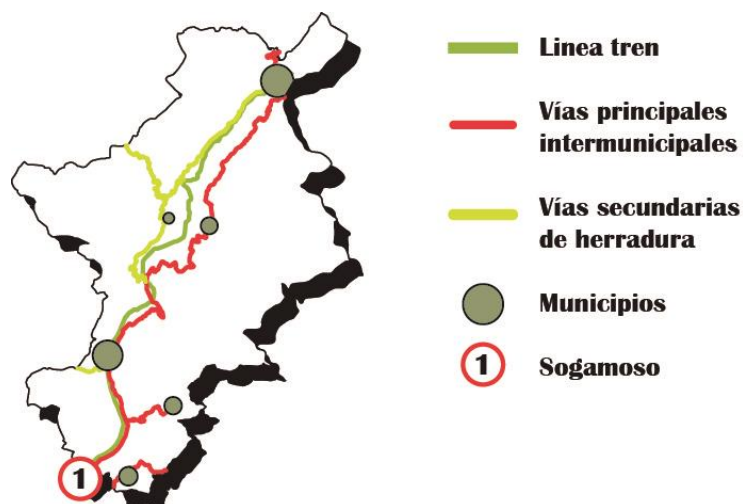 Linea tren
Vías principales
intermunicipales
Vías secundarias
de herradura
Municipios
1 Sogamoso
1